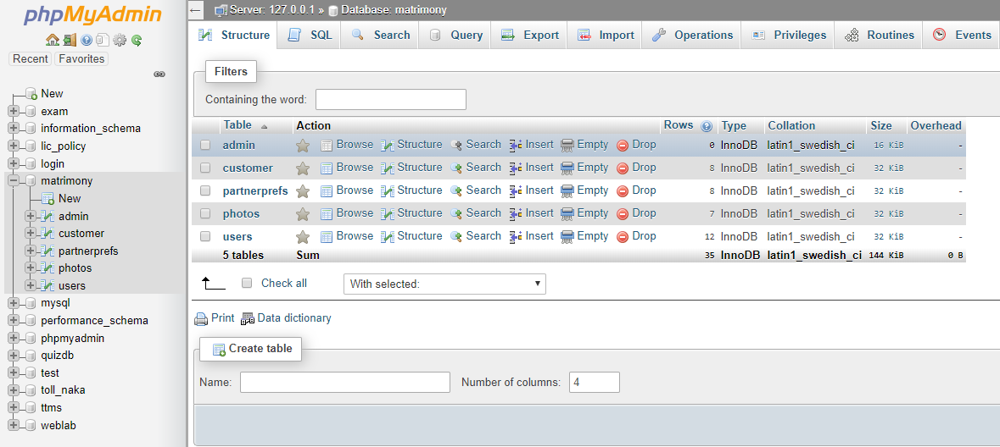 phpMyAdmin
Recent Favorites
New
exam
information_schema
lic_policy
login
matrimony
New
admin
customer
partnerprefs
photos
users
mysql
performance_schema
phpmyadmin
quizdb
test
toll_naka
ttms
weblab
Server: 127.0.0.1 » Database: matrimony
Structure SQL Search Query Export Import Operations Privileges Routines Events
Filters
Containing the word:
Table Action Rows Type Collation Size Overhead
admin Browse Structure Search Insert Empty Drop 0 InnoDB latin1_swedish_ci 16 KiB -
customer Browse Structure Search Insert Empty Drop 8 InnoDB latin1_swedish_ci 32 KiB -
partnerprefs Browse Structure Search Insert Empty Drop 8 InnoDB latin1_swedish_ci 32 KiB -
photos Browse Structure Search Insert Empty Drop 7 InnoDB latin1_swedish_ci 32 KiB -
users Browse Structure Search Insert Empty Drop 12 InnoDB latin1_swedish_ci 32 KiB -
5 tables Sum 35 InnoDB latin1_swedish_ci 144 KiB 0 B
Check all With selected:
Print Data dictionary
Create table
Name: Number of columns: 4